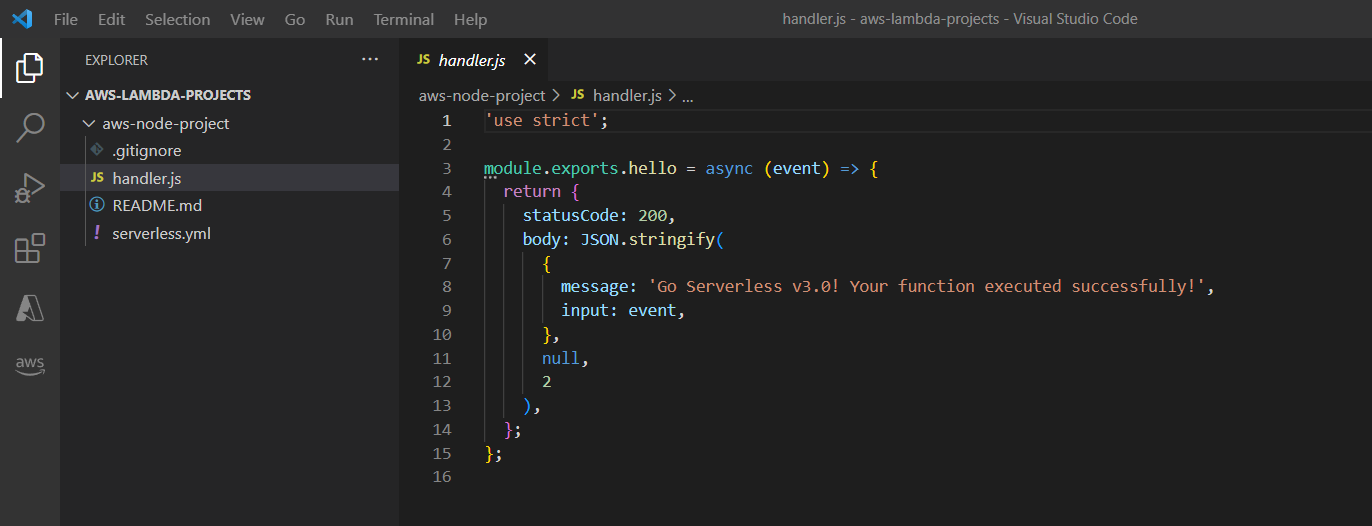 File Edit Selection View Go Run Terminal Help handler.js - aws-lambda-projects - Visual Studio Code
EXPLORER ···
AWS-LAMBDA-PROJECTS
aws-node-project
.gitignore
JS handler.js
README.md
! serverless.yml
aws
JS handler.js ×
aws-node-project > JS handler.js > ...
1 'use strict';
2
3 module.exports.hello = async (event) => {
4 return {
5 statusCode: 200,
6 body: JSON.stringify(
7 {
8 message: 'Go Serverless v3.0! Your function executed successfully!',
9 input: event,
10 },
11 null,
12 2
13 ),
14 };
15 };
16